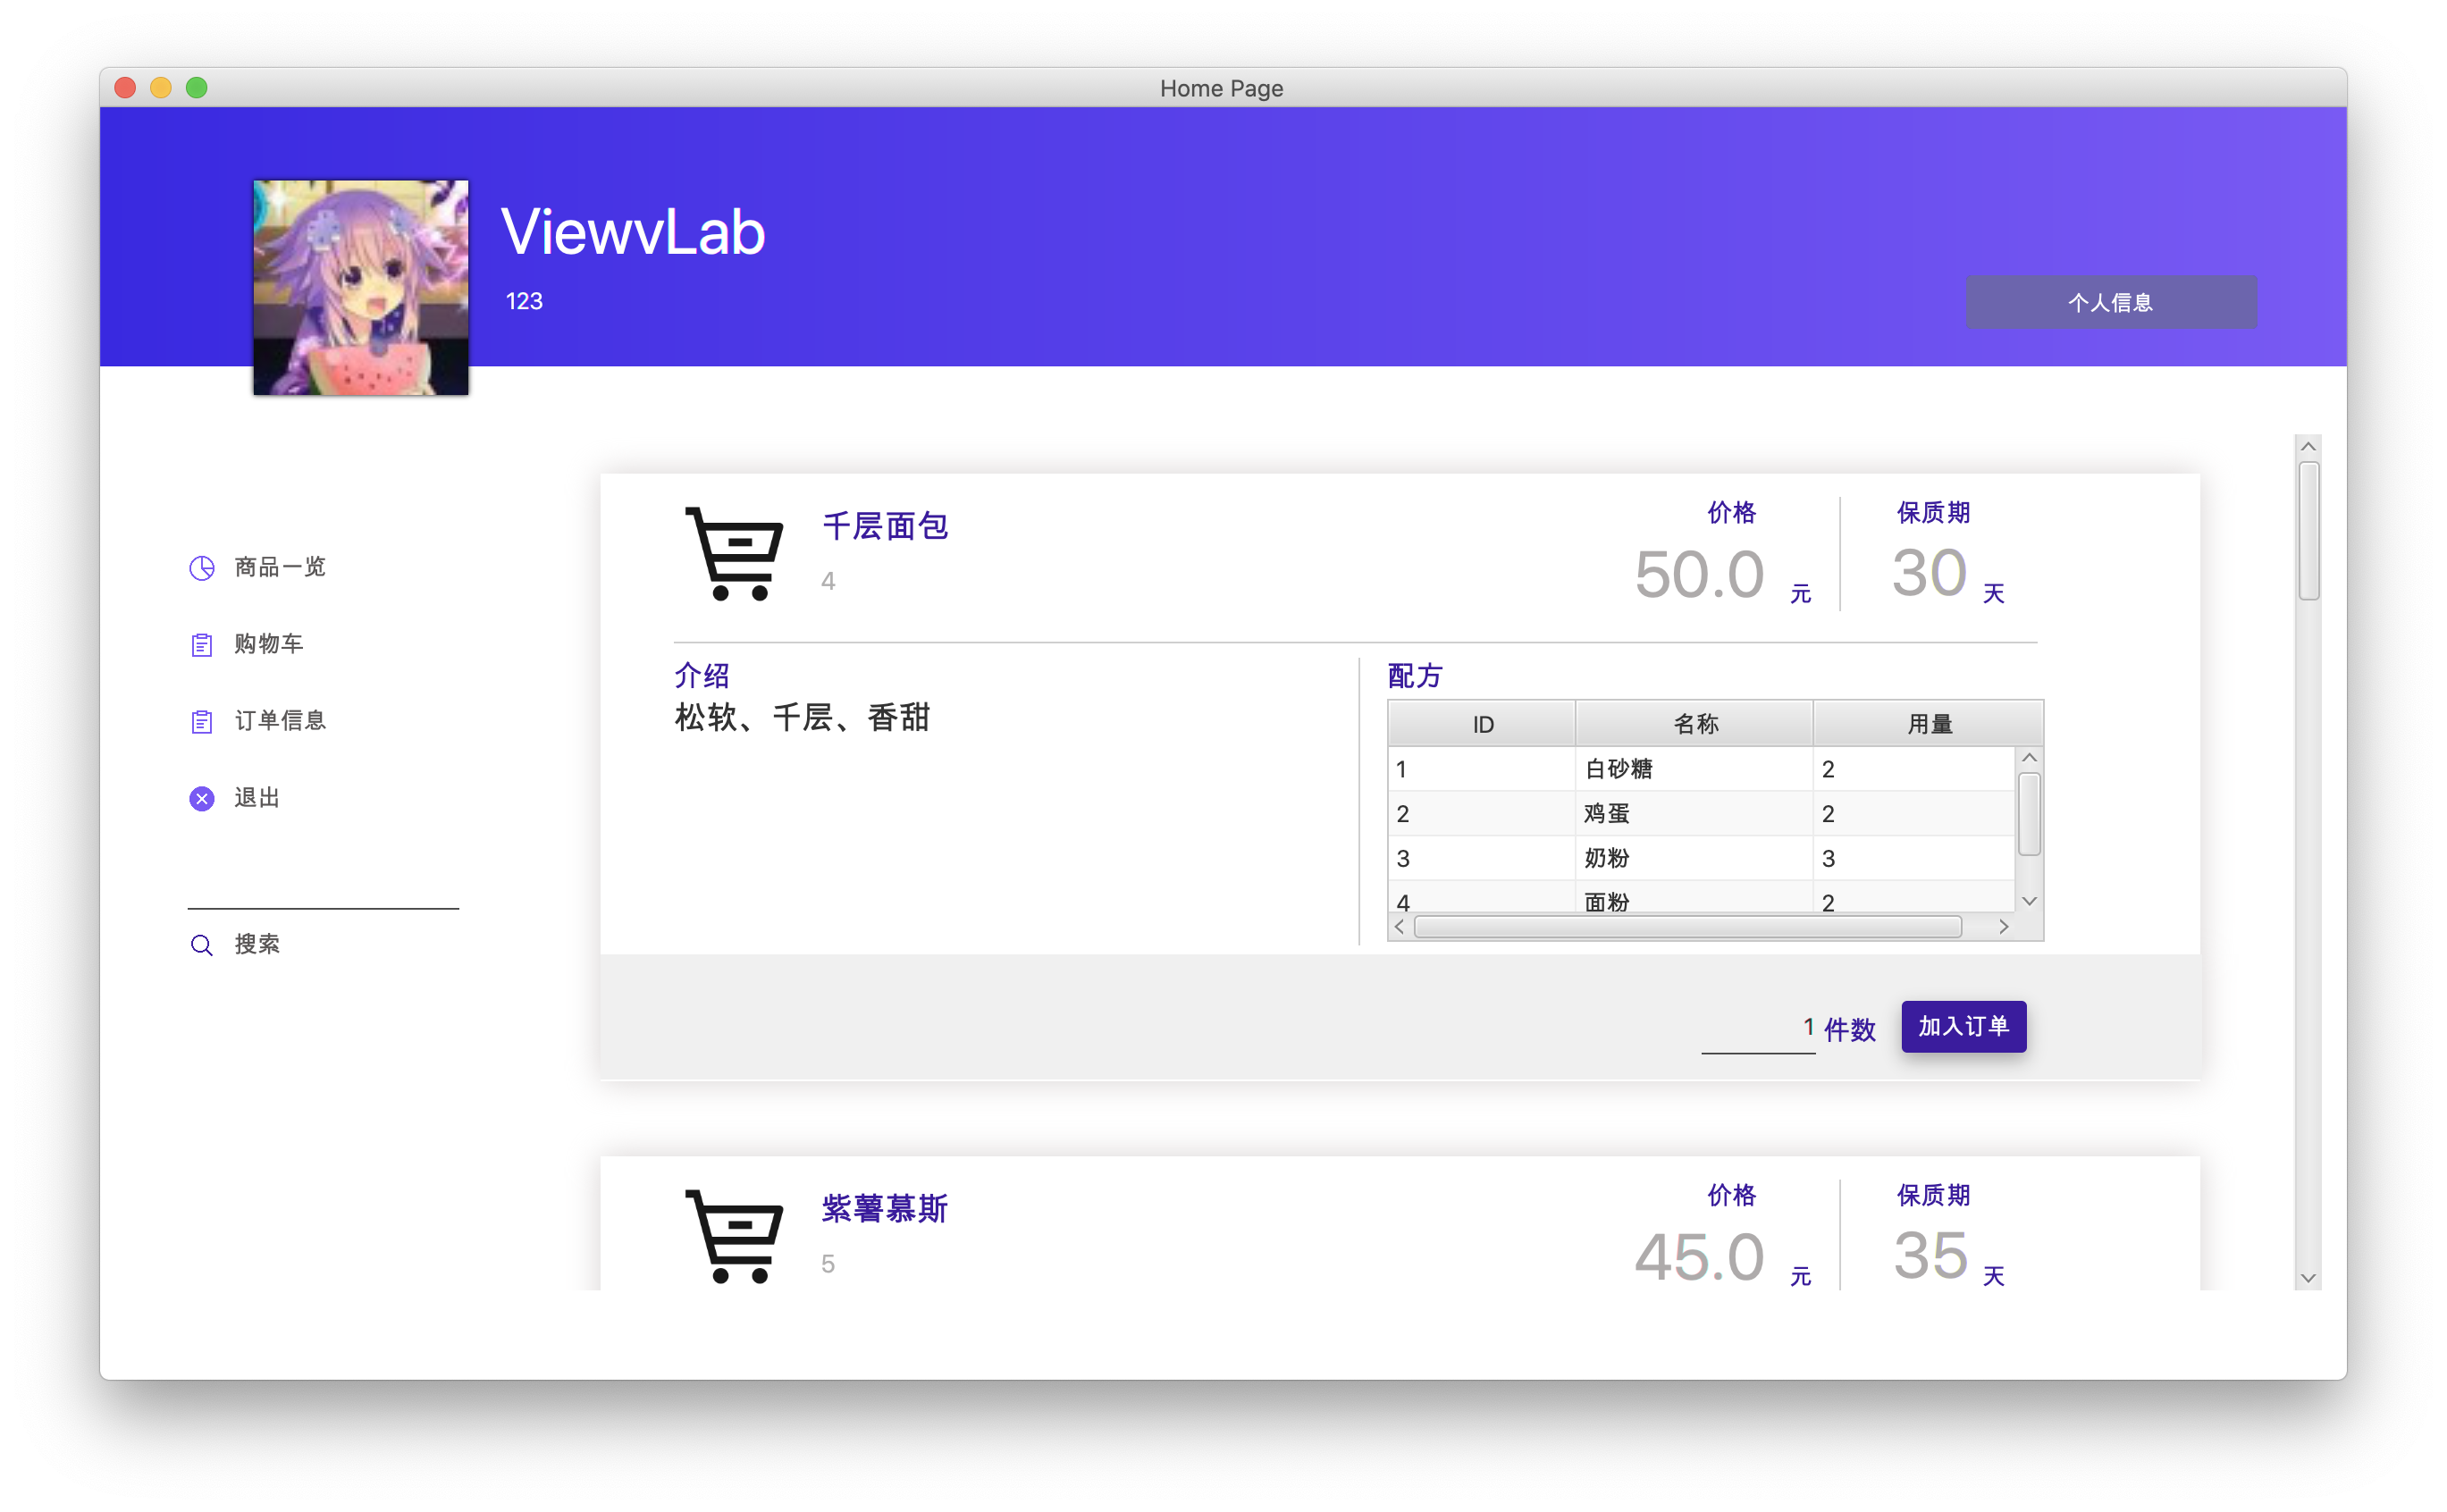 Home Page
ViewvLab
123
个人信息
商品一览
购物车
订单信息
退出
搜索
千层面包
4
价格
50.0 元
保质期
30 天
介绍
松软、千层、香甜
配方
ID 名称 用量
1 白砂糖 2
2 鸡蛋 2
3 奶粉 3
4 面粉 2
1 件数 加入订单
紫薯慕斯
5
价格
45.0 元
保质期
35 天